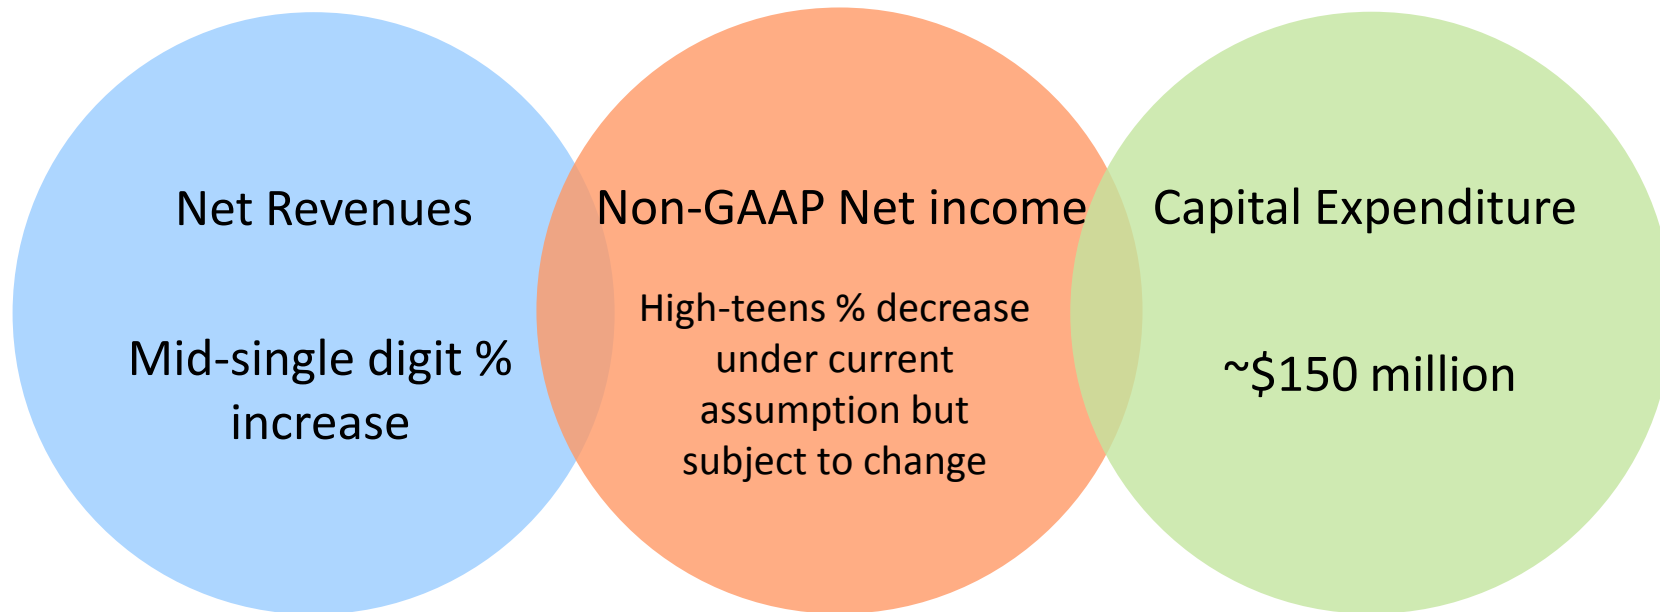 Net Revenues
Mid-single digit %
increase
Non-GAAP Net income
High-teens % decrease
under current
assumption but
subject to change
Capital Expenditure
~$150 million